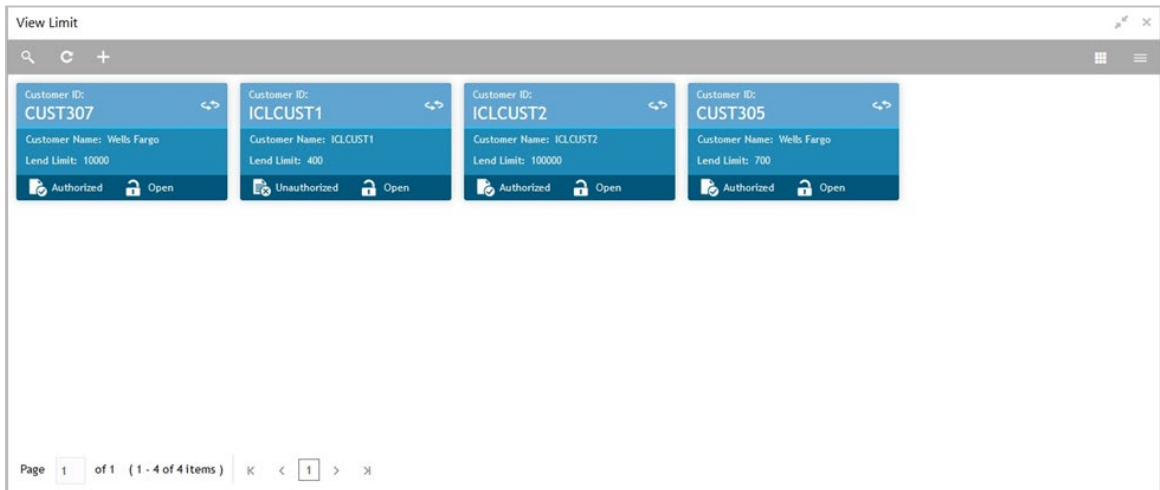 View Limit
Customer ID:
CUST307
Customer Name: Wells Fargo
Lend Limit: 10000
Authorized Open
Customer ID:
ICLCUST1
Customer Name: ICLCUST1
Lend Limit: 400
Unauthorized Open
Customer ID:
ICLCUST2
Customer Name: ICLCUST2
Lend Limit: 100000
Authorized Open
Customer ID:
CUST305
Customer Name: Wells Fargo
Lend Limit: 700
Authorized Open
Page 1 of 1 (1 - 4 of 4 items) 1